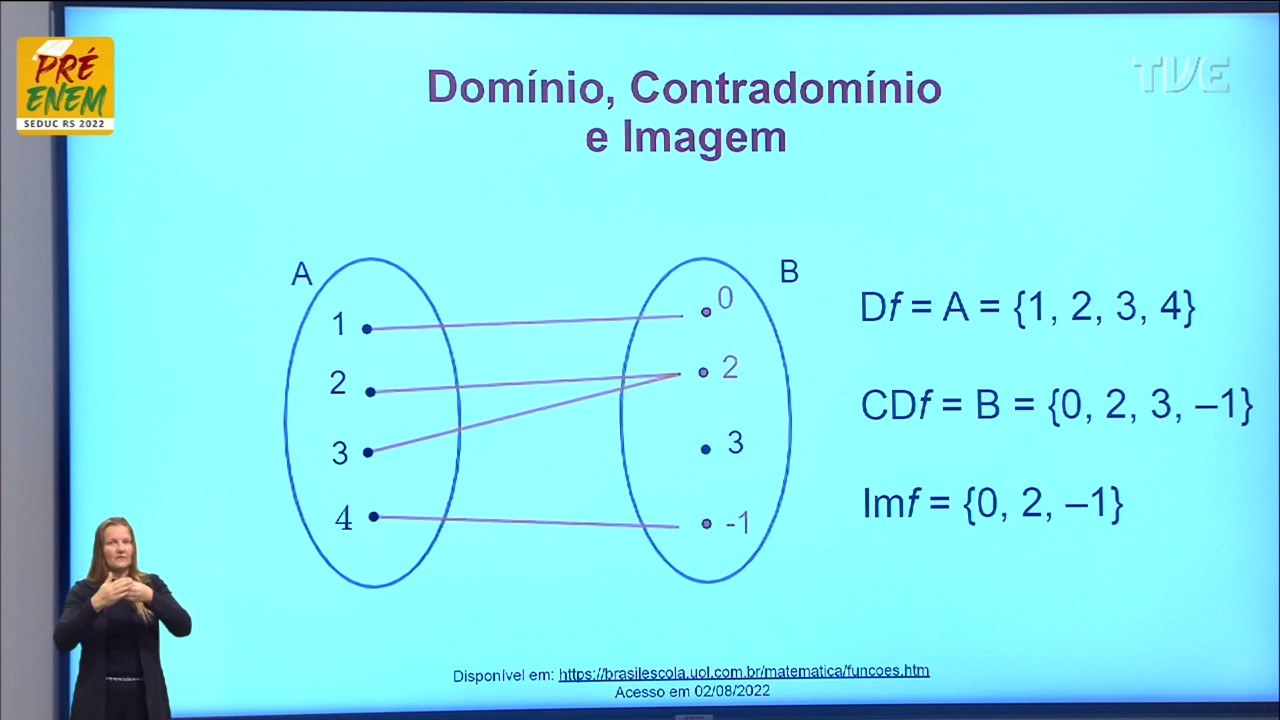 PRÉ
ENEM
SEDUC RS 2022
TVE
Domínio, Contradomínio
e Imagem
A
B
1
2
3
4
0
2
3
-1
Df = A = {1, 2, 3, 4}
CDf = B = {0, 2, 3, –1}
Imf = {0, 2, –1}
Disponível em: https://brasilescola.uol.com.br/matematica/funcoes.htm
Acesso em 02/08/2022